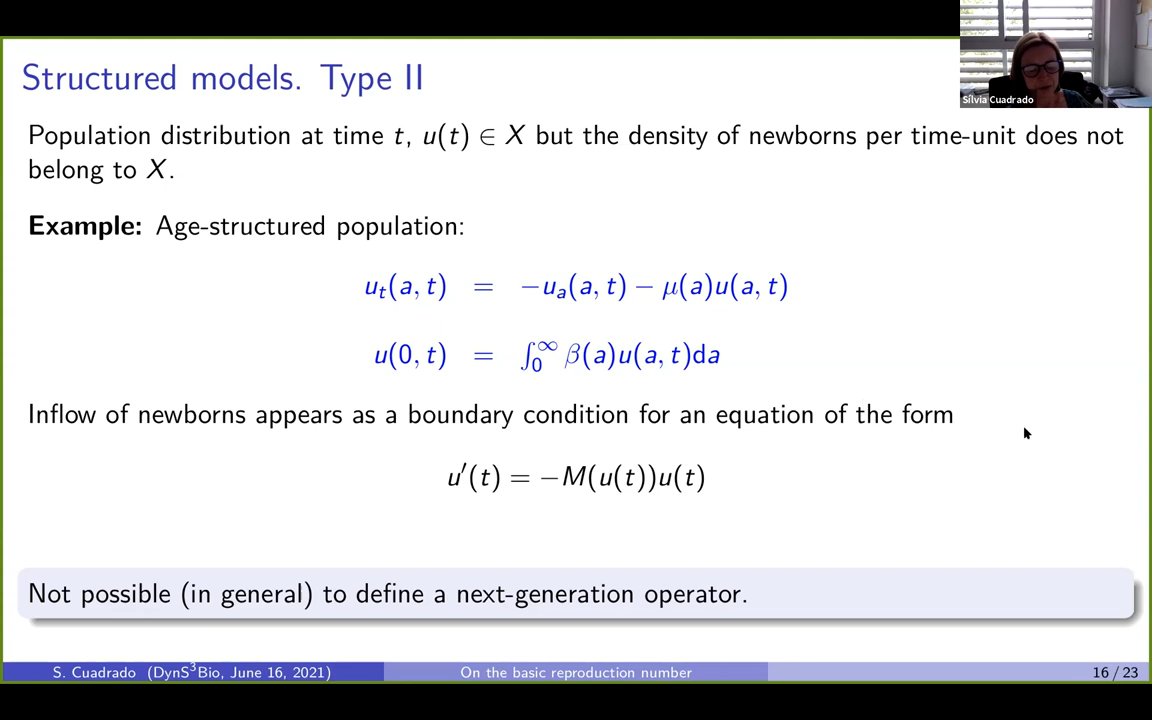 Structured models. Type II
Sílvia Cuadrado
Population distribution at time t, u(t) ∈ X but the density of newborns per time-unit does not
belong to X.
Example: Age-structured population:
u_t(a, t) = −u_a(a, t) − μ(a)u(a, t)
u(0, t) = ∫_0^∞ β(a)u(a, t)da
Inflow of newborns appears as a boundary condition for an equation of the form
u′(t) = −M(u(t))u(t)
Not possible (in general) to define a next-generation operator.
S. Cuadrado (DynS³Bio, June 16, 2021) On the basic reproduction number 16 / 23